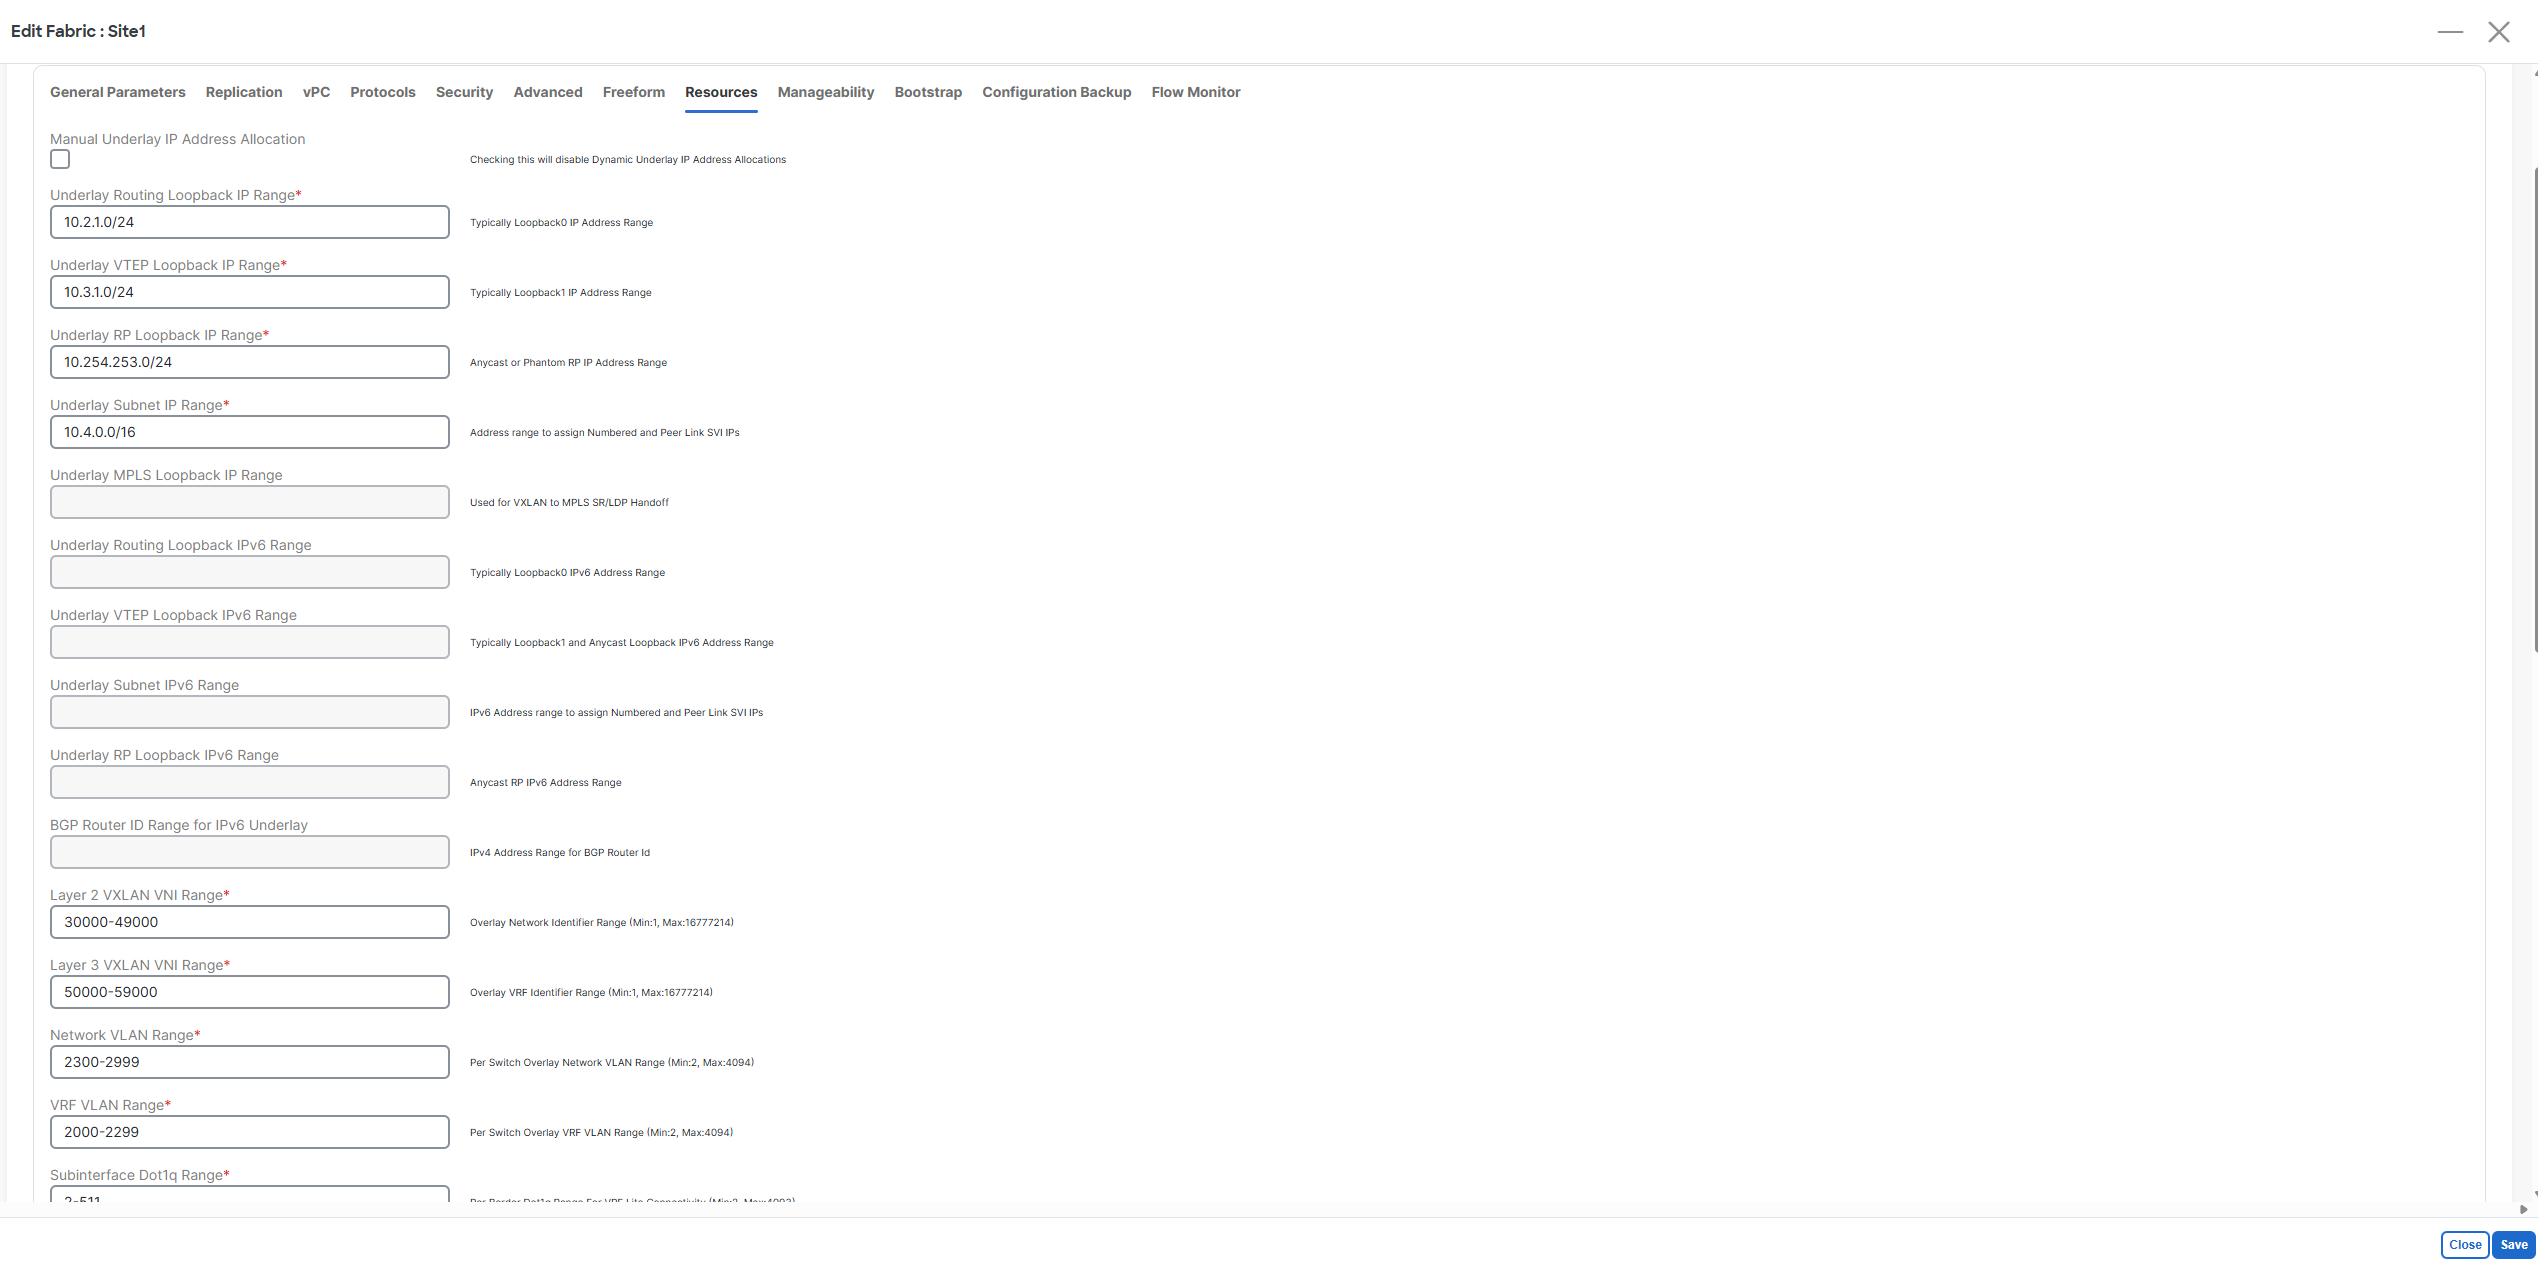 Edit Fabric : Site1
General Parameters Replication vPC Protocols Security Advanced Freeform Resources Manageability Bootstrap Configuration Backup Flow Monitor
Manual Underlay IP Address Allocation
Checking this will disable Dynamic Underlay IP Address Allocations
Underlay Routing Loopback IP Range*
10.2.1.0/24 Typically Loopback0 IP Address Range
Underlay VTEP Loopback IP Range*
10.3.1.0/24 Typically Loopback1 IP Address Range
Underlay RP Loopback IP Range*
10.254.253.0/24 Anycast or Phantom RP IP Address Range
Underlay Subnet IP Range*
10.4.0.0/16 Address range to assign Numbered and Peer Link SVI IPs
Underlay MPLS Loopback IP Range
Used for VXLAN to MPLS SR/LDP Handoff
Underlay Routing Loopback IPv6 Range
Typically Loopback0 IPv6 Address Range
Underlay VTEP Loopback IPv6 Range
Typically Loopback1 and Anycast Loopback IPv6 Address Range
Underlay Subnet IPv6 Range
IPv6 Address range to assign Numbered and Peer Link SVI IPs
Underlay RP Loopback IPv6 Range
Anycast RP IPv6 Address Range
BGP Router ID Range for IPv6 Underlay
IPv4 Address Range for BGP Router Id
Layer 2 VXLAN VNI Range*
30000-49000 Overlay Network Identifier Range (Min:1, Max:16777214)
Layer 3 VXLAN VNI Range*
50000-59000 Overlay VRF Identifier Range (Min:1, Max:16777214)
Network VLAN Range*
2300-2999 Per Switch Overlay Network VLAN Range (Min:2, Max:4094)
VRF VLAN Range*
2000-2299 Per Switch Overlay VRF VLAN Range (Min:2, Max:4094)
Subinterface Dot1q Range*
2-511 Per Border Dot1q Range For VRF Lite Connectivity (Min:2, Max:4093)
Close Save